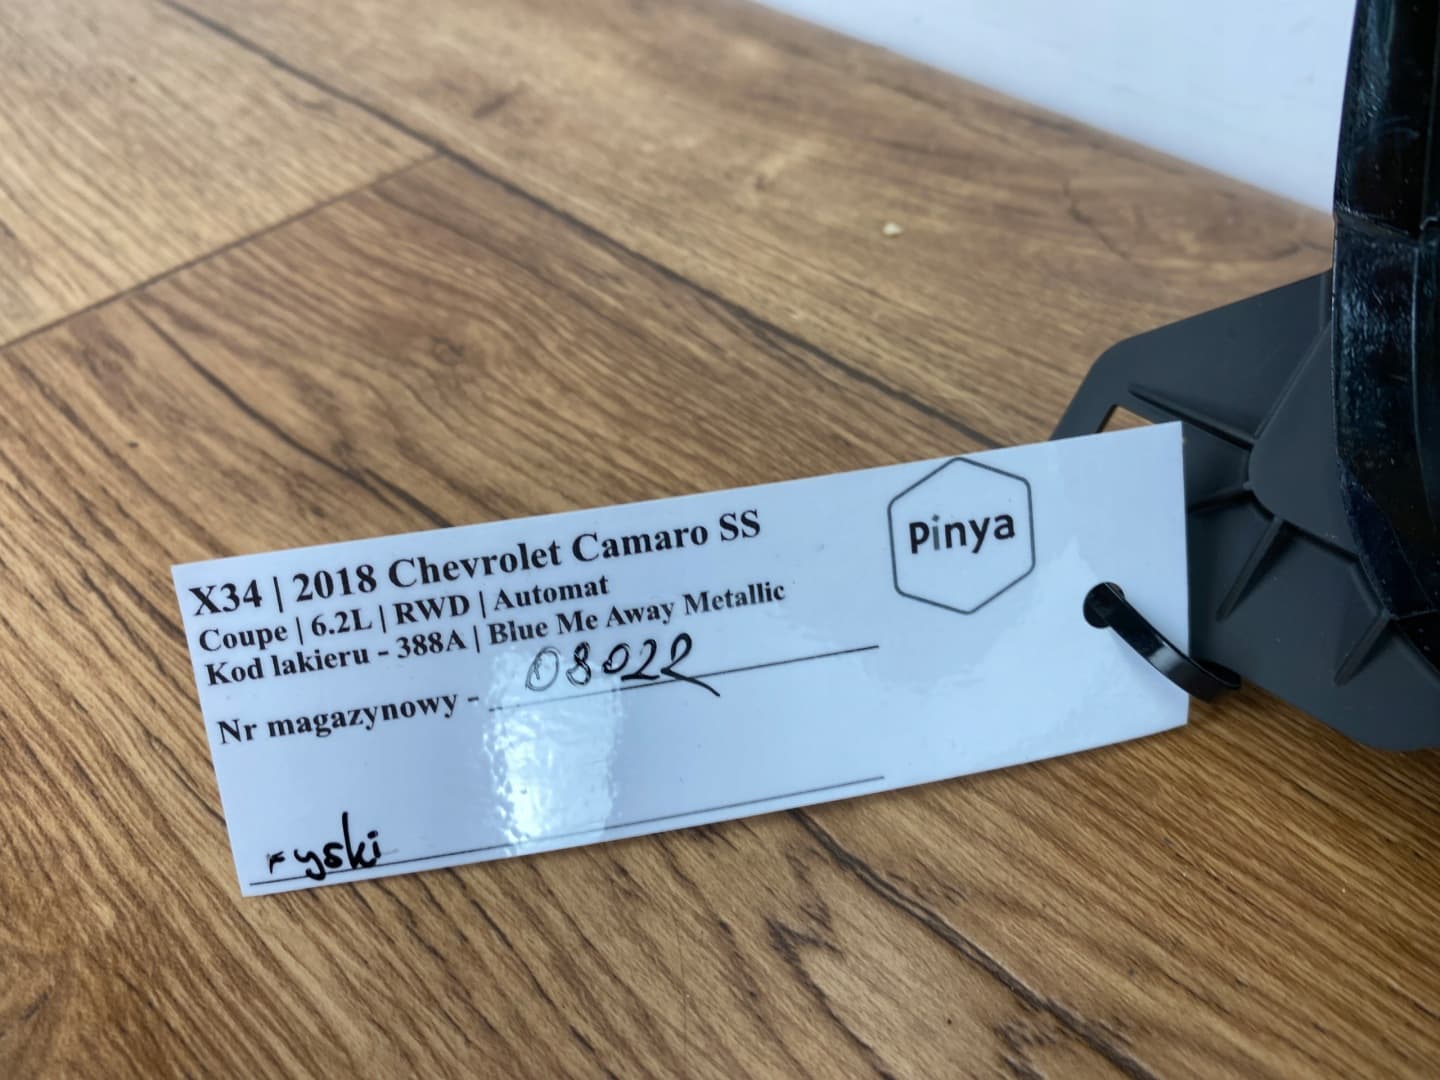 X34 | 2018 Chevrolet Camaro SS
Coupe | 6.2L | RWD | Automat
Kod lakieru - 388A | Blue Me Away Metallic
Nr magazynowy - 0802R
ryski
Pinya